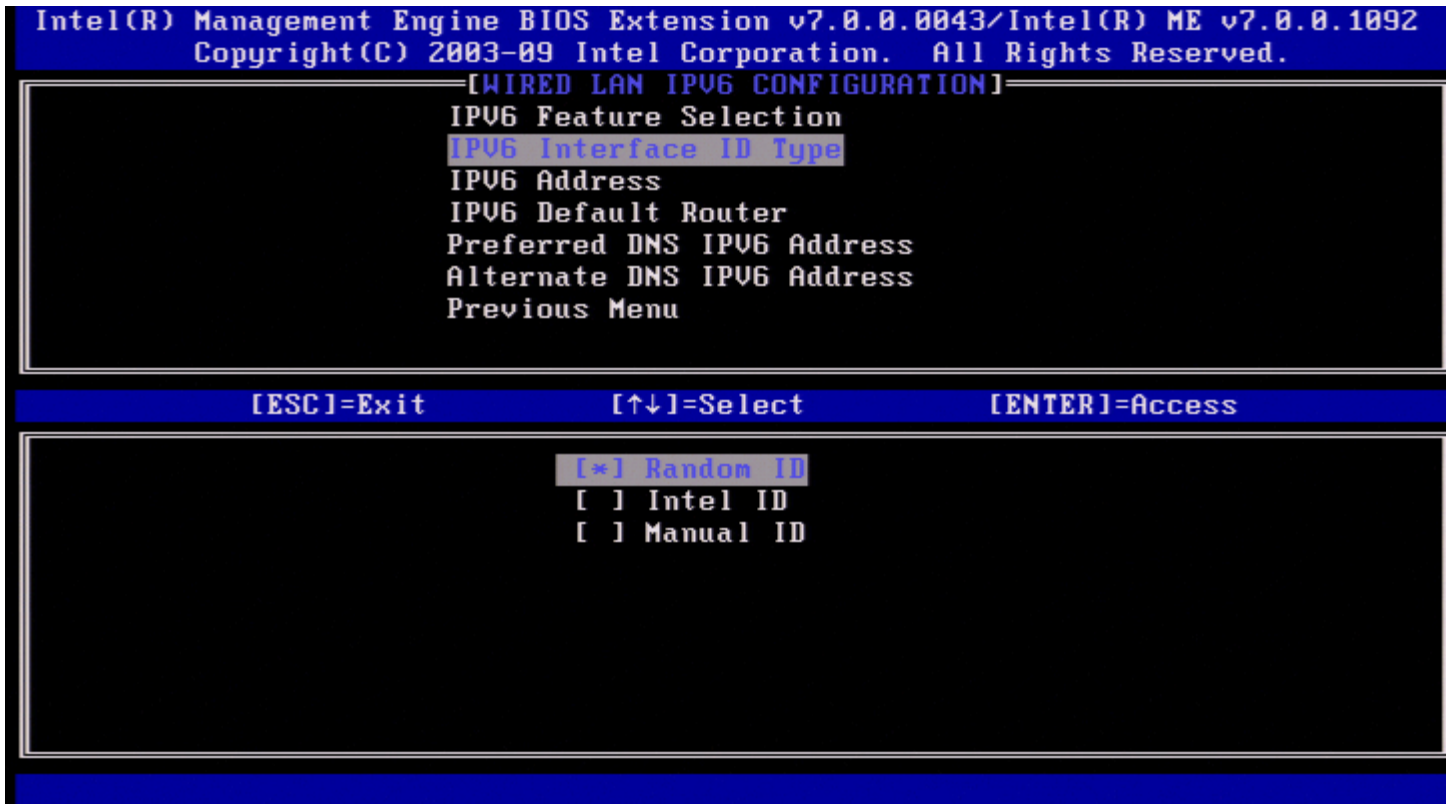 Intel(R) Management Engine BIOS Extension v7.0.0.0043/Intel(R) ME v7.0.0.1092
Copyright(C) 2003-09 Intel Corporation. All Rights Reserved.
[WIRED LAN IPV6 CONFIGURATION]
IPV6 Feature Selection
IPV6 Interface ID Type
IPV6 Address
IPV6 Default Router
Preferred DNS IPV6 Address
Alternate DNS IPV6 Address
Previous Menu
[ESC]=Exit [↑↓]=Select [ENTER]=Access
[*] Random ID
[ ] Intel ID
[ ] Manual ID